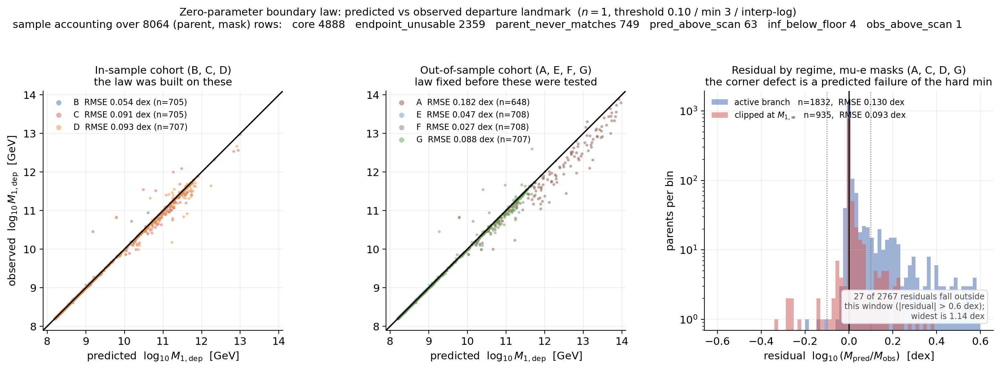 Zero-parameter boundary law: predicted vs observed departure landmark (n = 1, threshold 0.10 / min 3 / interp-log)
sample accounting over 8064 (parent, mask) rows: core 4888 endpoint_unusable 2359 parent_never_matches 749 pred_above_scan 63 inf_below_floor 4 obs_above_scan 1
In-sample cohort (B, C, D)
the law was built on these
B RMSE 0.054 dex (n=705)
C RMSE 0.091 dex (n=705)
D RMSE 0.093 dex (n=707)
observed log₁₀ M₁,dep [GeV]
14
13
12
11
10
9
8
8 9 10 11 12 13 14
predicted log₁₀ M₁,dep [GeV]
Out-of-sample cohort (A, E, F, G)
law fixed before these were tested
A RMSE 0.182 dex (n=648)
E RMSE 0.047 dex (n=708)
F RMSE 0.027 dex (n=708)
G RMSE 0.088 dex (n=707)
14
13
12
11
10
9
8
8 9 10 11 12 13 14
predicted log₁₀ M₁,dep [GeV]
Residual by regime, mu-e masks (A, C, D, G)
the corner defect is a predicted failure of the hard min
active branch n=1832, RMSE 0.130 dex
clipped at M₁,∞ n=935, RMSE 0.093 dex
parents per bin
10³
10²
10¹
10⁰
27 of 2767 residuals fall outside
this window (|residual| > 0.6 dex);
widest is 1.14 dex
−0.6 −0.4 −0.2 0.0 0.2 0.4 0.6
residual log₁₀ (Mpred/Mobs) [dex]